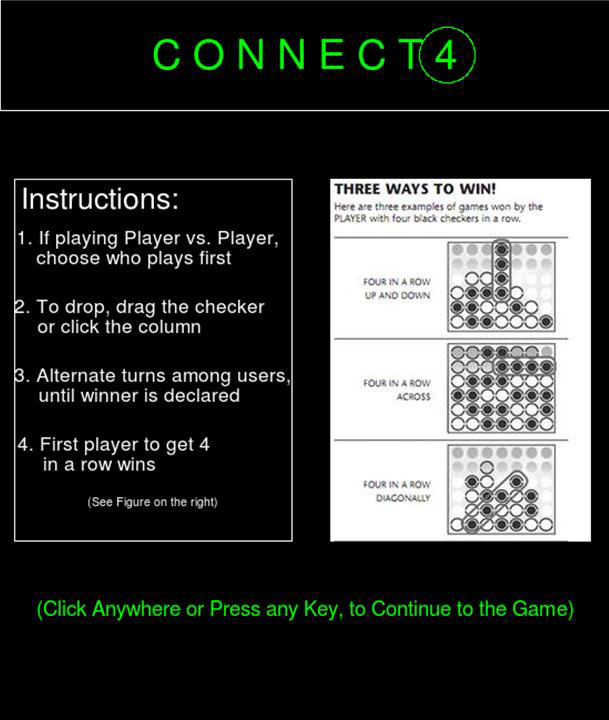 CONNECT4
Instructions:
1. If playing Player vs. Player,
choose who plays first
2. To drop, drag the checker
or click the column
3. Alternate turns among users,
until winner is declared
4. First player to get 4
in a row wins
(See Figure on the right)
THREE WAYS TO WIN!
Here are three examples of games won by the
PLAYER with four black checkers in a row.
FOUR IN A ROW
UP AND DOWN
FOUR IN A ROW
ACROSS
FOUR IN A ROW
DIAGONALLY
(Click Anywhere or Press any Key, to Continue to the Game)